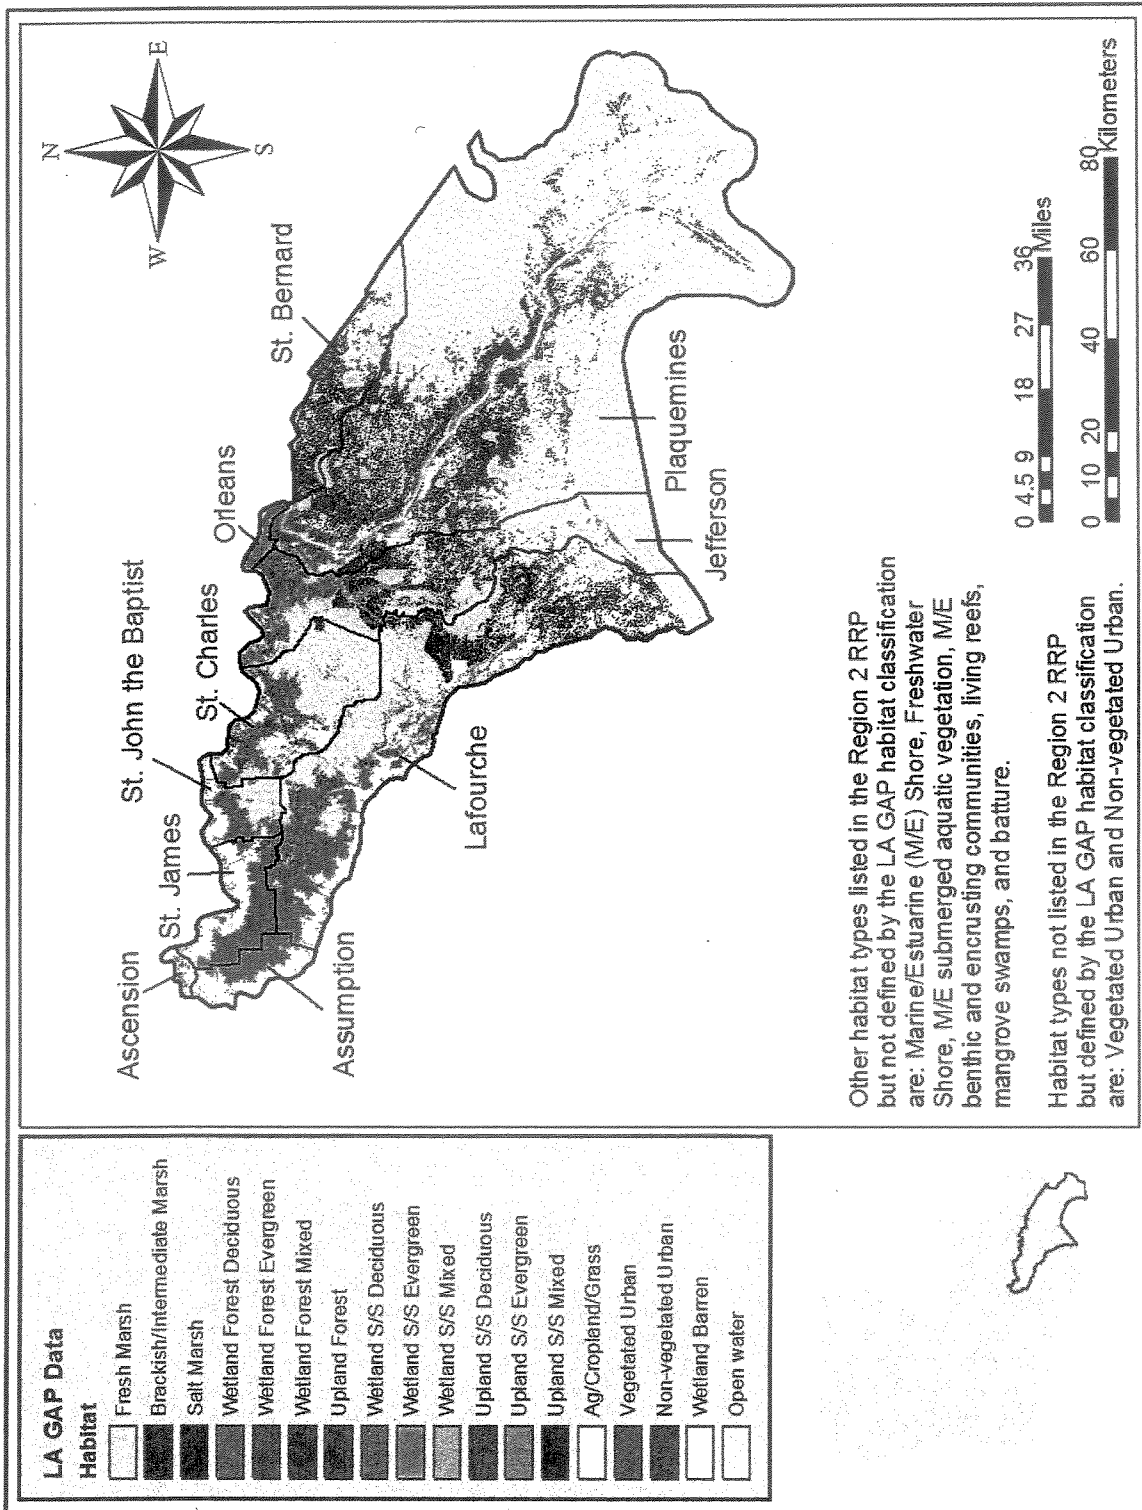 LA GAP Data
Habitat
Fresh Marsh
Brackish/Intermediate Marsh
Salt Marsh
Wetland Forest Deciduous
Wetland Forest Evergreen
Wetland Forest Mixed
Upland Forest
Wetland S/S Deciduous
Wetland S/S Evergreen
Wetland S/S Mixed
Upland S/S Deciduous
Upland S/S Evergreen
Upland S/S Mixed
Ag/Cropland/Grass
Vegetated Urban
Non-vegetated Urban
Wetland Barren
Open water
N
W
E
S
Ascension
St. James
St. John the Baptist
St. Charles
Orleans
St. Bernard
Assumption
Lafourche
Jefferson
Plaquemines
0 4.5 9 18 27 36
Miles
0 10 20 40 60 80
Kilometers
Other habitat types listed in the Region 2 RRP
but not defined by the LA GAP habitat classification
are: Marine/Estuarine (M/E) Shore, Freshwater
Shore, M/E submerged aquatic vegetation, M/E
benthic and encrusting communities, living reefs,
mangrove swamps, and batture.
Habitat types not listed in the Region 2 RRP
but defined by the LA GAP habitat classification
are: Vegetated Urban and Non-vegetated Urban.